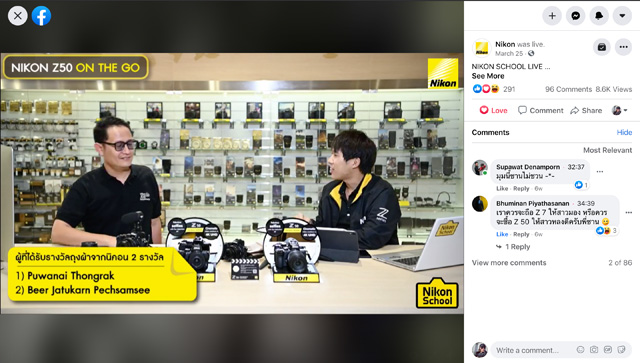 NIKON Z50 ON THE GO
Nikon
ผู้ที่ได้รับรางวัลถุงผ้าจากนิคอน 2 รางวัล
1) Puwanai Thongrak
2) Beer Jatukarn Pechsamsee
Nikon
Nikon
School
Nikon was live.
March 25
NIKON SCHOOL LIVE ...
See More
291
96 Comments 8.6K Views
Love
Comment
Share
Comments
Hide
Most Relevant
Supawat Denamporn · 32:37
มุมนี้ชานไม่ชวน -*-
1
Like · Reply · 6w
Bhuminan Piyathasanan · 34:39
เราควรจะถือ Z 7 ให้สาวมอง หรือควร
จะซื้อ Z 50 ให้สาวทองดีครับพี่ชาน
3
Like · Reply · 6w
1 Reply
View more comments
2 of 86
Write a comment...